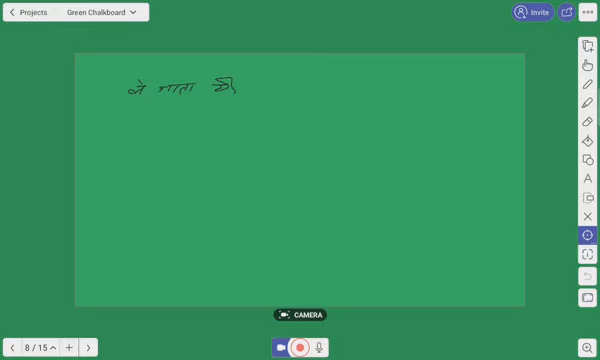 Projects
Green Chalkboard
Invite
ले जाता है
A
CAMERA
8 / 15